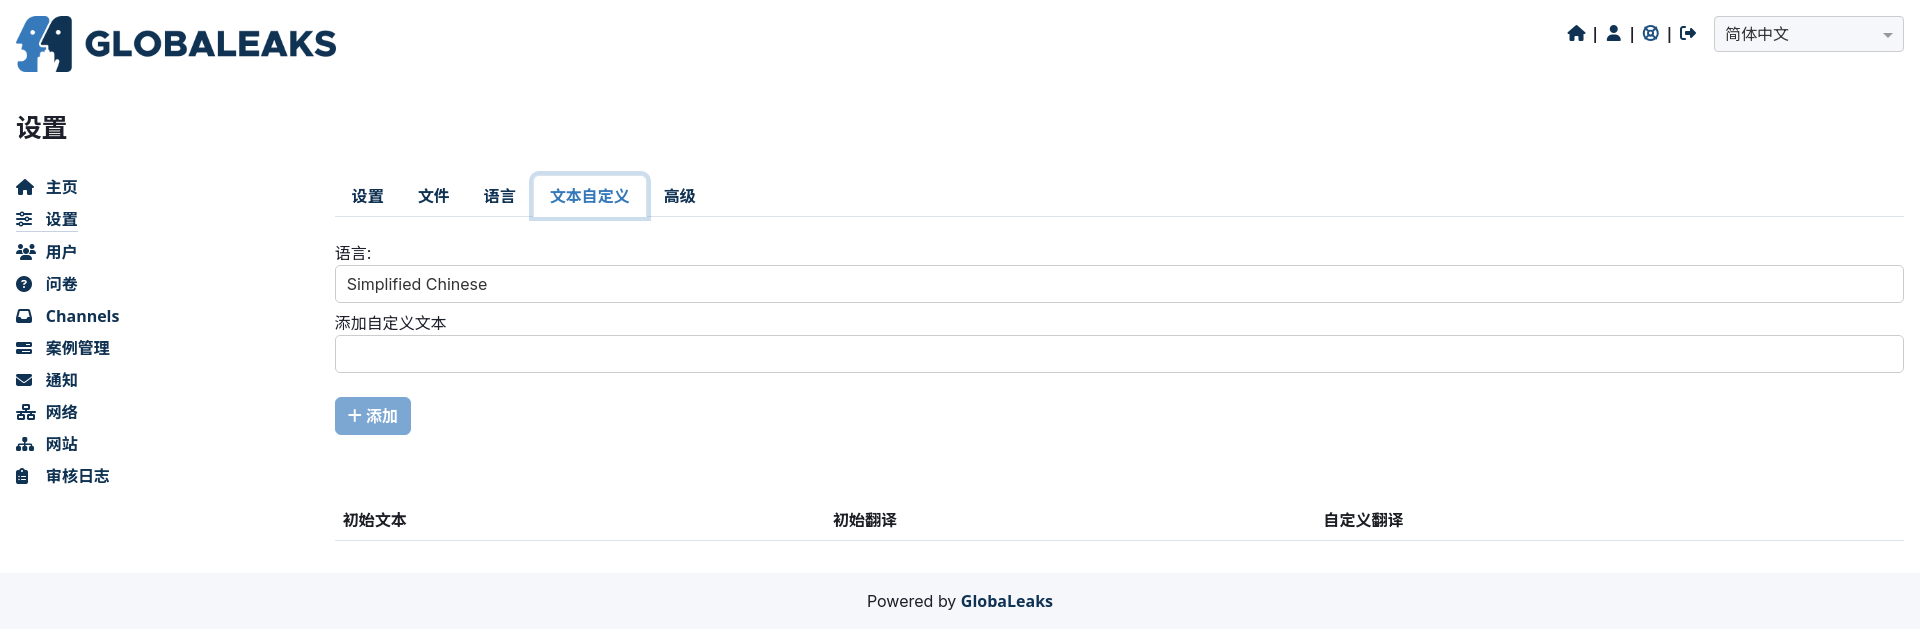 GLOBALEAKS
| | | 简体中文
设置
主页
设置
用户
问卷
Channels
案例管理
通知
网络
网站
审核日志
设置 文件 语言 文本自定义 高级
语言:
Simplified Chinese
添加自定义文本
+ 添加
初始文本 初始翻译 自定义翻译
Powered by GlobaLeaks